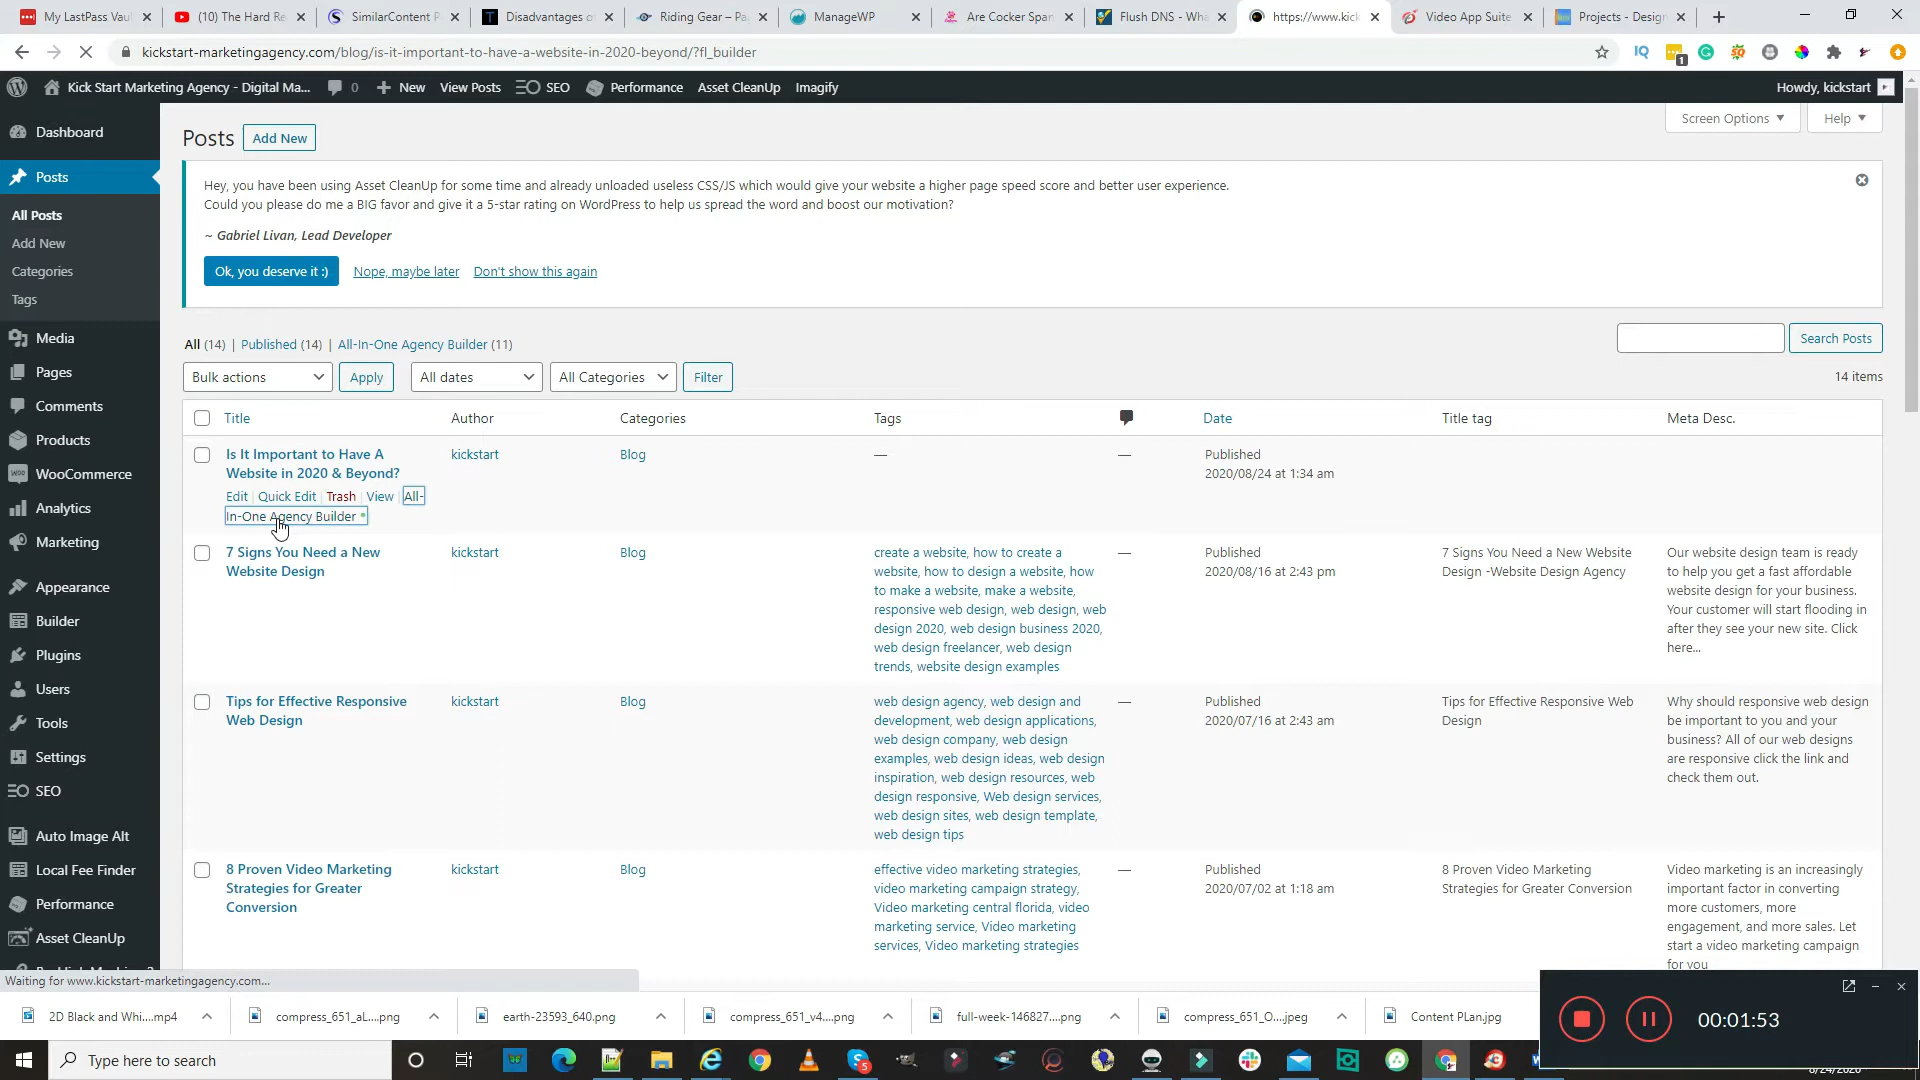 My LastPass Vau
(10) The Hard Re
SimilarContent P
Disadvantages o
Riding Gear – Pa
ManageWP
Are Cocker Span
Flush DNS - Wha
https://www.kick
Video App Suite
Projects - Design
kickstart-marketingagency.com/blog/is-it-important-to-have-a-website-in-2020-beyond/?fl_builder
1
Kick Start Marketing Agency - Digital Ma...
0
New
View Posts
SEO
Performance
Asset CleanUp
Imagify
Howdy, kickstart
Dashboard
Posts
All Posts
Add New
Categories
Tags
Media
Pages
Comments
Products
WooCommerce
Analytics
Marketing
Appearance
Builder
Plugins
Users
Tools
Settings
SEO
Auto Image Alt
Local Fee Finder
Performance
Asset CleanUp
Posts
Add New
Screen Options
Help
Hey, you have been using Asset CleanUp for some time and already unloaded useless CSS/JS which would give your website a higher page speed score and better user experience.
Could you please do me a BIG favor and give it a 5-star rating on WordPress to help us spread the word and boost our motivation?
~ Gabriel Livan, Lead Developer
Ok, you deserve it :)
Nope, maybe later
Don't show this again
All (14) | Published (14) | All-In-One Agency Builder (11)
Search Posts
Bulk actions
Apply
All dates
All Categories
Filter
14 items
Title
Author
Categories
Tags
Date
Title tag
Meta Desc.
Is It Important to Have A
Website in 2020 & Beyond?
Edit | Quick Edit | Trash | View | All-
In-One Agency Builder
kickstart
Blog
—
—
Published
2020/08/24 at 1:34 am
7 Signs You Need a New
Website Design
kickstart
Blog
create a website, how to create a
website, how to design a website, how
to make a website, make a website,
responsive web design, web design, web
design 2020, web design business 2020,
web design freelancer, web design
trends, website design examples
—
Published
2020/08/16 at 2:43 pm
7 Signs You Need a New Website
Design -Website Design Agency
Our website design team is ready
to help you get a fast affordable
website design for your business.
Your customer will start flooding in
after they see your new site. Click
here...
Tips for Effective Responsive
Web Design
kickstart
Blog
web design agency, web design and
development, web design applications,
web design company, web design
examples, web design ideas, web design
inspiration, web design resources, web
design responsive, Web design services,
web design sites, web design template,
web design tips
—
Published
2020/07/16 at 2:43 am
Tips for Effective Responsive Web
Design
Why should responsive web design
be important to you and your
business? All of our web designs
are responsive click the link and
check them out.
8 Proven Video Marketing
Strategies for Greater
Conversion
kickstart
Blog
effective video marketing strategies,
video marketing campaign strategy,
Video marketing central florida, video
marketing service, Video marketing
services, Video marketing strategies
—
Published
2020/07/02 at 1:18 am
8 Proven Video Marketing
Strategies for Greater Conversion
Video marketing is an increasingly
important factor in converting
more customers, more
engagement, and more sales. Let
start a video marketing campaign
for you
Waiting for www.kickstart-marketingagency.com...
2D Black and Whi....mp4
compress_651_aL....png
earth-23593_640.png
compress_651_v4....png
full-week-146827....png
compress_651_O....jpeg
Content PLan.jpg
00:01:53
Type here to search